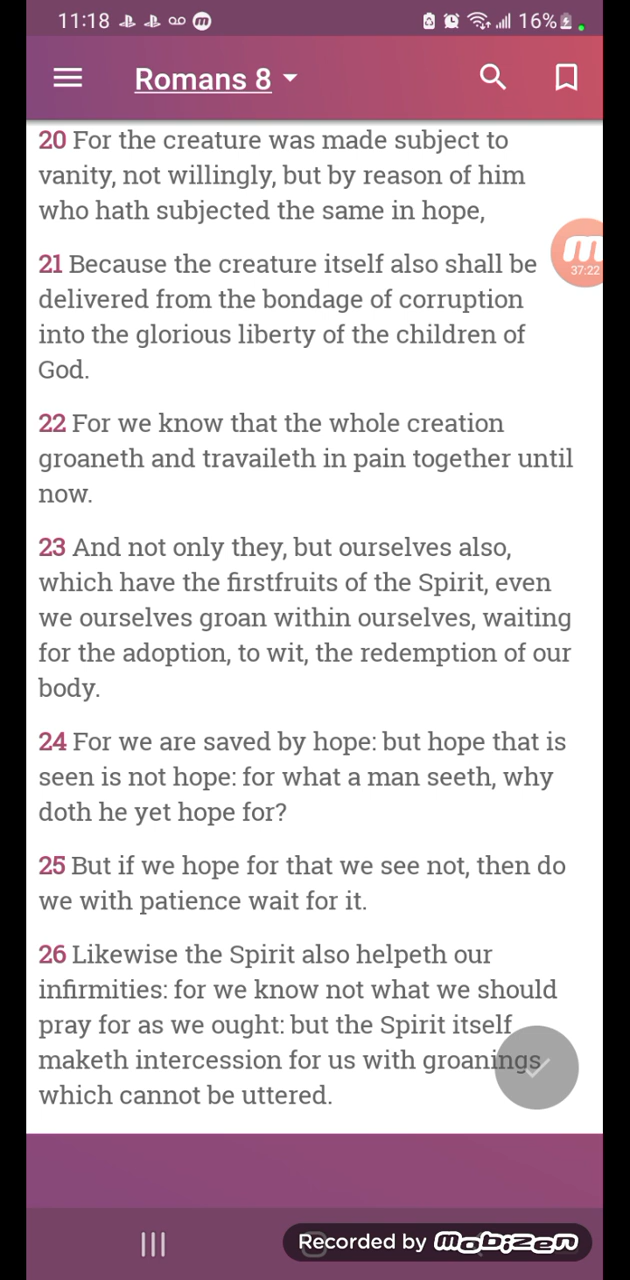 11:18 16%
Romans 8
20 For the creature was made subject to
vanity, not willingly, but by reason of him
who hath subjected the same in hope,
37:22
21 Because the creature itself also shall be
delivered from the bondage of corruption
into the glorious liberty of the children of
God.
22 For we know that the whole creation
groaneth and travaileth in pain together until
now.
23 And not only they, but ourselves also,
which have the firstfruits of the Spirit, even
we ourselves groan within ourselves, waiting
for the adoption, to wit, the redemption of our
body.
24 For we are saved by hope: but hope that is
seen is not hope: for what a man seeth, why
doth he yet hope for?
25 But if we hope for that we see not, then do
we with patience wait for it.
26 Likewise the Spirit also helpeth our
infirmities: for we know not what we should
pray for as we ought: but the Spirit itself
maketh intercession for us with groanings
which cannot be uttered.
Recorded by mobizen